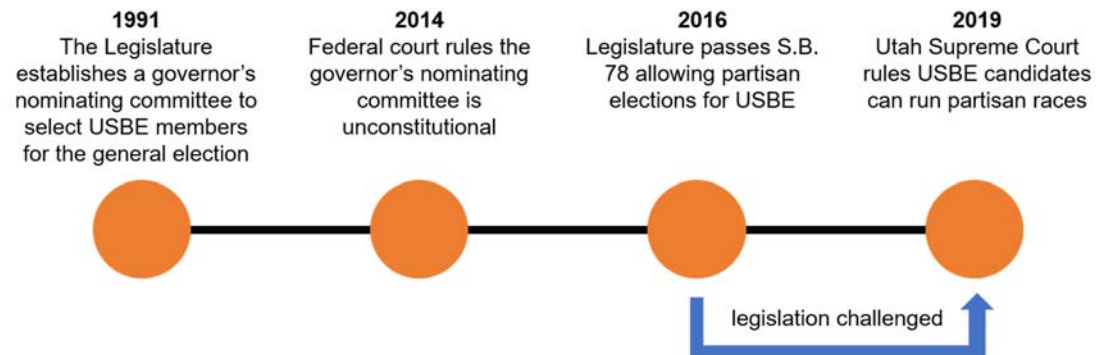 1991
The Legislature
establishes a governor's
nominating committee to
select USBE members
for the general election
2014
Federal court rules the
governor's nominating
committee is
unconstitutional
2016
Legislature passes S.B.
78 allowing partisan
elections for USBE
2019
Utah Supreme Court
rules USBE candidates
can run partisan races
legislation challenged